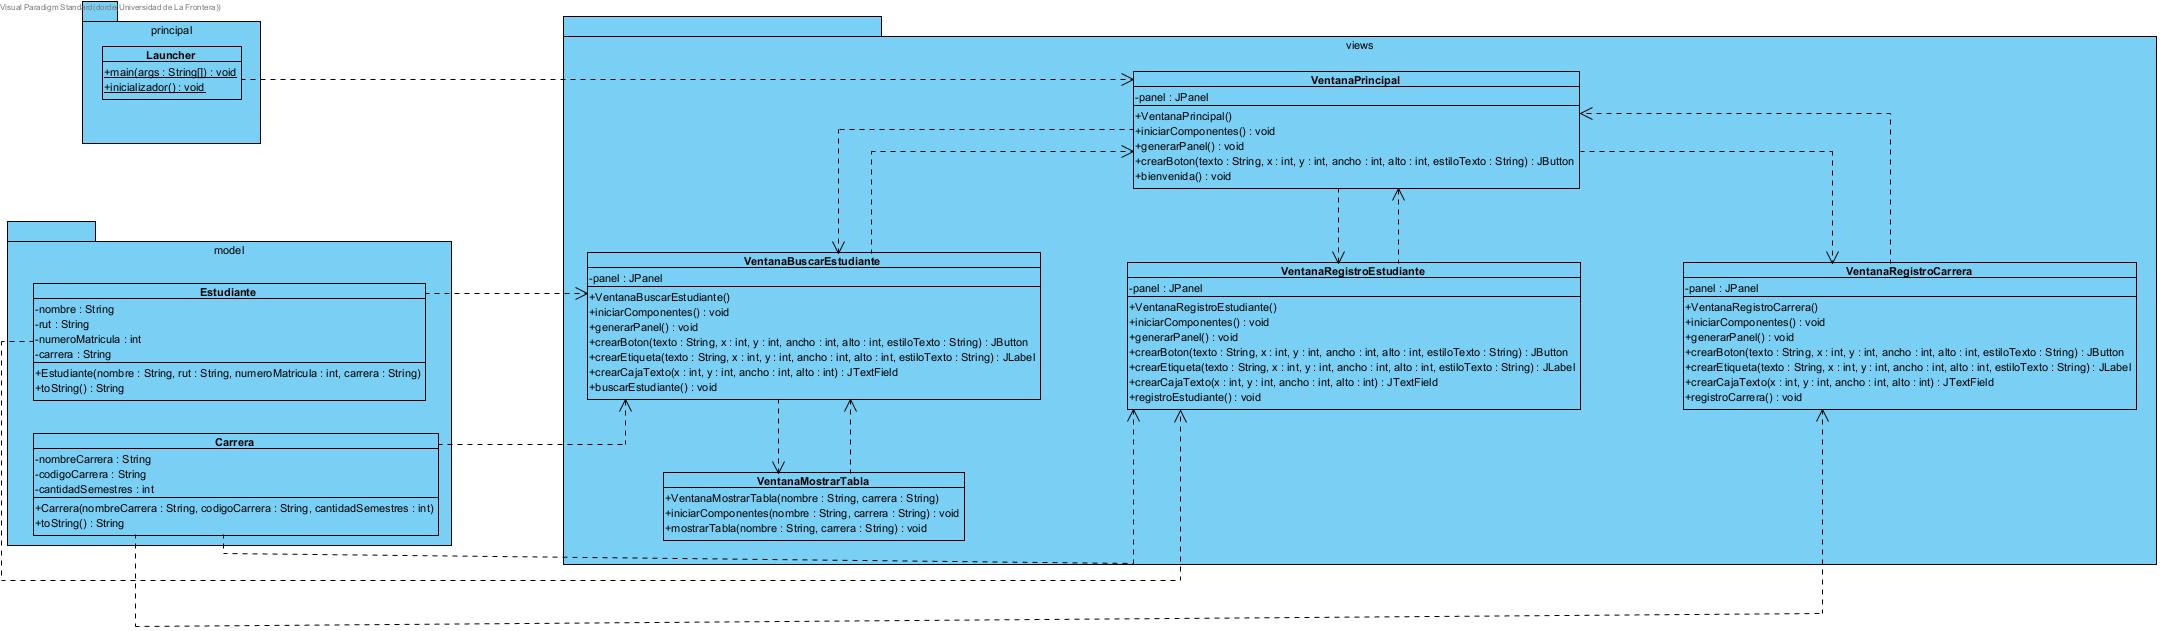 Visual Paradigm Standard(dorde(Universidad de La Frontera))
principal
Launcher
+main(args : String[]) : void
+inicializador() : void
views
VentanaPrincipal
-panel : JPanel
+VentanaPrincipal()
+iniciarComponentes() : void
+generarPanel() : void
+crearBoton(texto : String, x : int, y : int, ancho : int, alto : int, estiloTexto : String) : JButton
+bienvenida() : void
model
Estudiante
-nombre : String
-rut : String
-numeroMatricula : int
-carrera : String
+Estudiante(nombre : String, rut : String, numeroMatricula : int, carrera : String)
+toString() : String
Carrera
-nombreCarrera : String
-codigoCarrera : String
-cantidadSemestres : int
+Carrera(nombreCarrera : String, codigoCarrera : String, cantidadSemestres : int)
+toString() : String
VentanaBuscarEstudiante
-panel : JPanel
+VentanaBuscarEstudiante()
+iniciarComponentes() : void
+generarPanel() : void
+crearBoton(texto : String, x : int, y : int, ancho : int, alto : int, estiloTexto : String) : JButton
+crearEtiqueta(texto : String, x : int, y : int, ancho : int, alto : int, estiloTexto : String) : JLabel
+crearCajaTexto(x : int, y : int, ancho : int, alto : int) : JTextField
+buscarEstudiante() : void
VentanaMostrarTabla
+VentanaMostrarTabla(nombre : String, carrera : String)
+iniciarComponentes(nombre : String, carrera : String) : void
+mostrarTabla(nombre : String, carrera : String) : void
VentanaRegistroEstudiante
-panel : JPanel
+VentanaRegistroEstudiante()
+iniciarComponentes() : void
+generarPanel() : void
+crearBoton(texto : String, x : int, y : int, ancho : int, alto : int, estiloTexto : String) : JButton
+crearEtiqueta(texto : String, x : int, y : int, ancho : int, alto : int, estiloTexto : String) : JLabel
+crearCajaTexto(x : int, y : int, ancho : int, alto : int) : JTextField
+registroEstudiante() : void
VentanaRegistroCarrera
-panel : JPanel
+VentanaRegistroCarrera()
+iniciarComponentes() : void
+generarPanel() : void
+crearBoton(texto : String, x : int, y : int, ancho : int, alto : int, estiloTexto : String) : JButton
+crearEtiqueta(texto : String, x : int, y : int, ancho : int, alto : int, estiloTexto : String) : JLabel
+crearCajaTexto(x : int, y : int, ancho : int, alto : int) : JTextField
+registroCarrera() : void